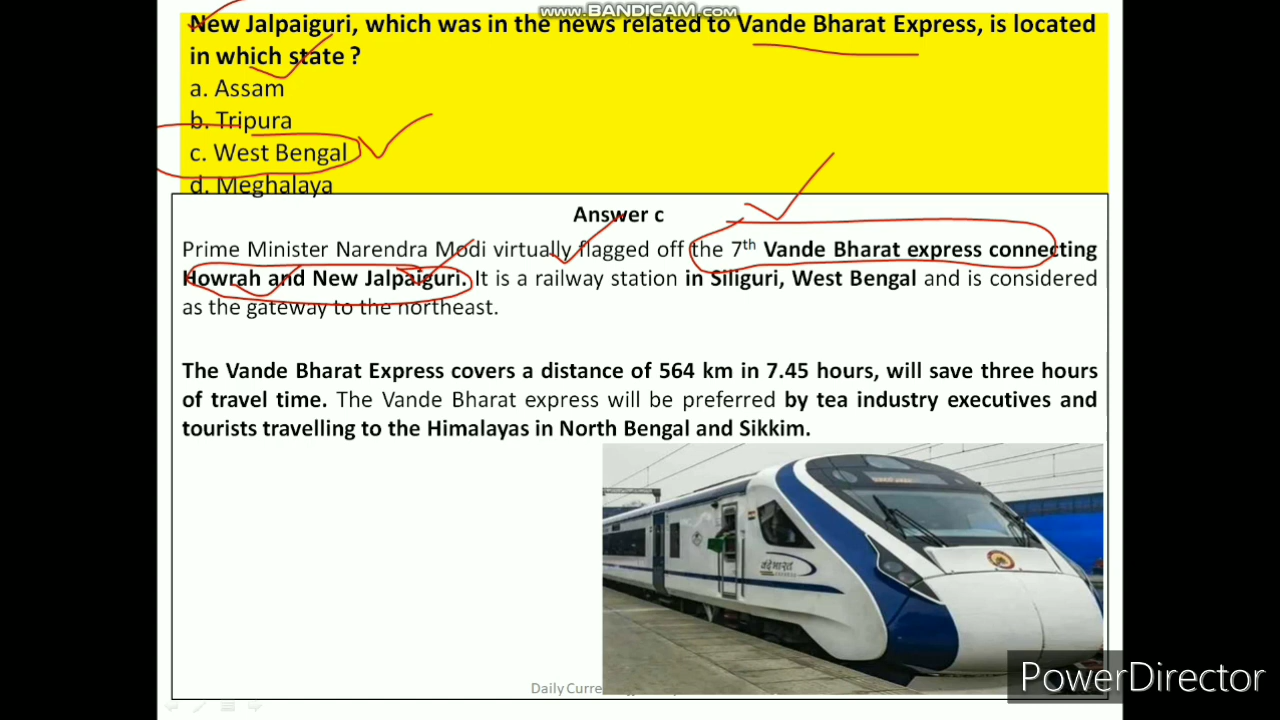 www.BANDICAM.com
New Jalpaiguri, which was in the news related to Vande Bharat Express, is located
in which state ?
a. Assam
b. Tripura
c. West Bengal
d. Meghalaya
Answer c
Prime Minister Narendra Modi virtually flagged off the 7th Vande Bharat express connecting
Howrah and New Jalpaiguri. It is a railway station in Siliguri, West Bengal and is considered
as the gateway to the northeast.
The Vande Bharat Express covers a distance of 564 km in 7.45 hours, will save three hours
of travel time. The Vande Bharat express will be preferred by tea industry executives and
tourists travelling to the Himalayas in North Bengal and Sikkim.
वन्दे भारत
Daily
PowerDirector